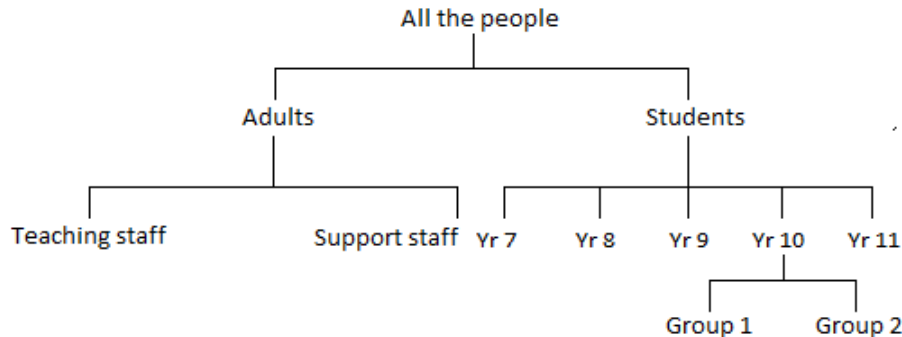 All the people
Adults
Students
Teaching staff
Support staff
Yr 7
Yr 8
Yr 9
Yr 10
Yr 11
Group 1
Group 2